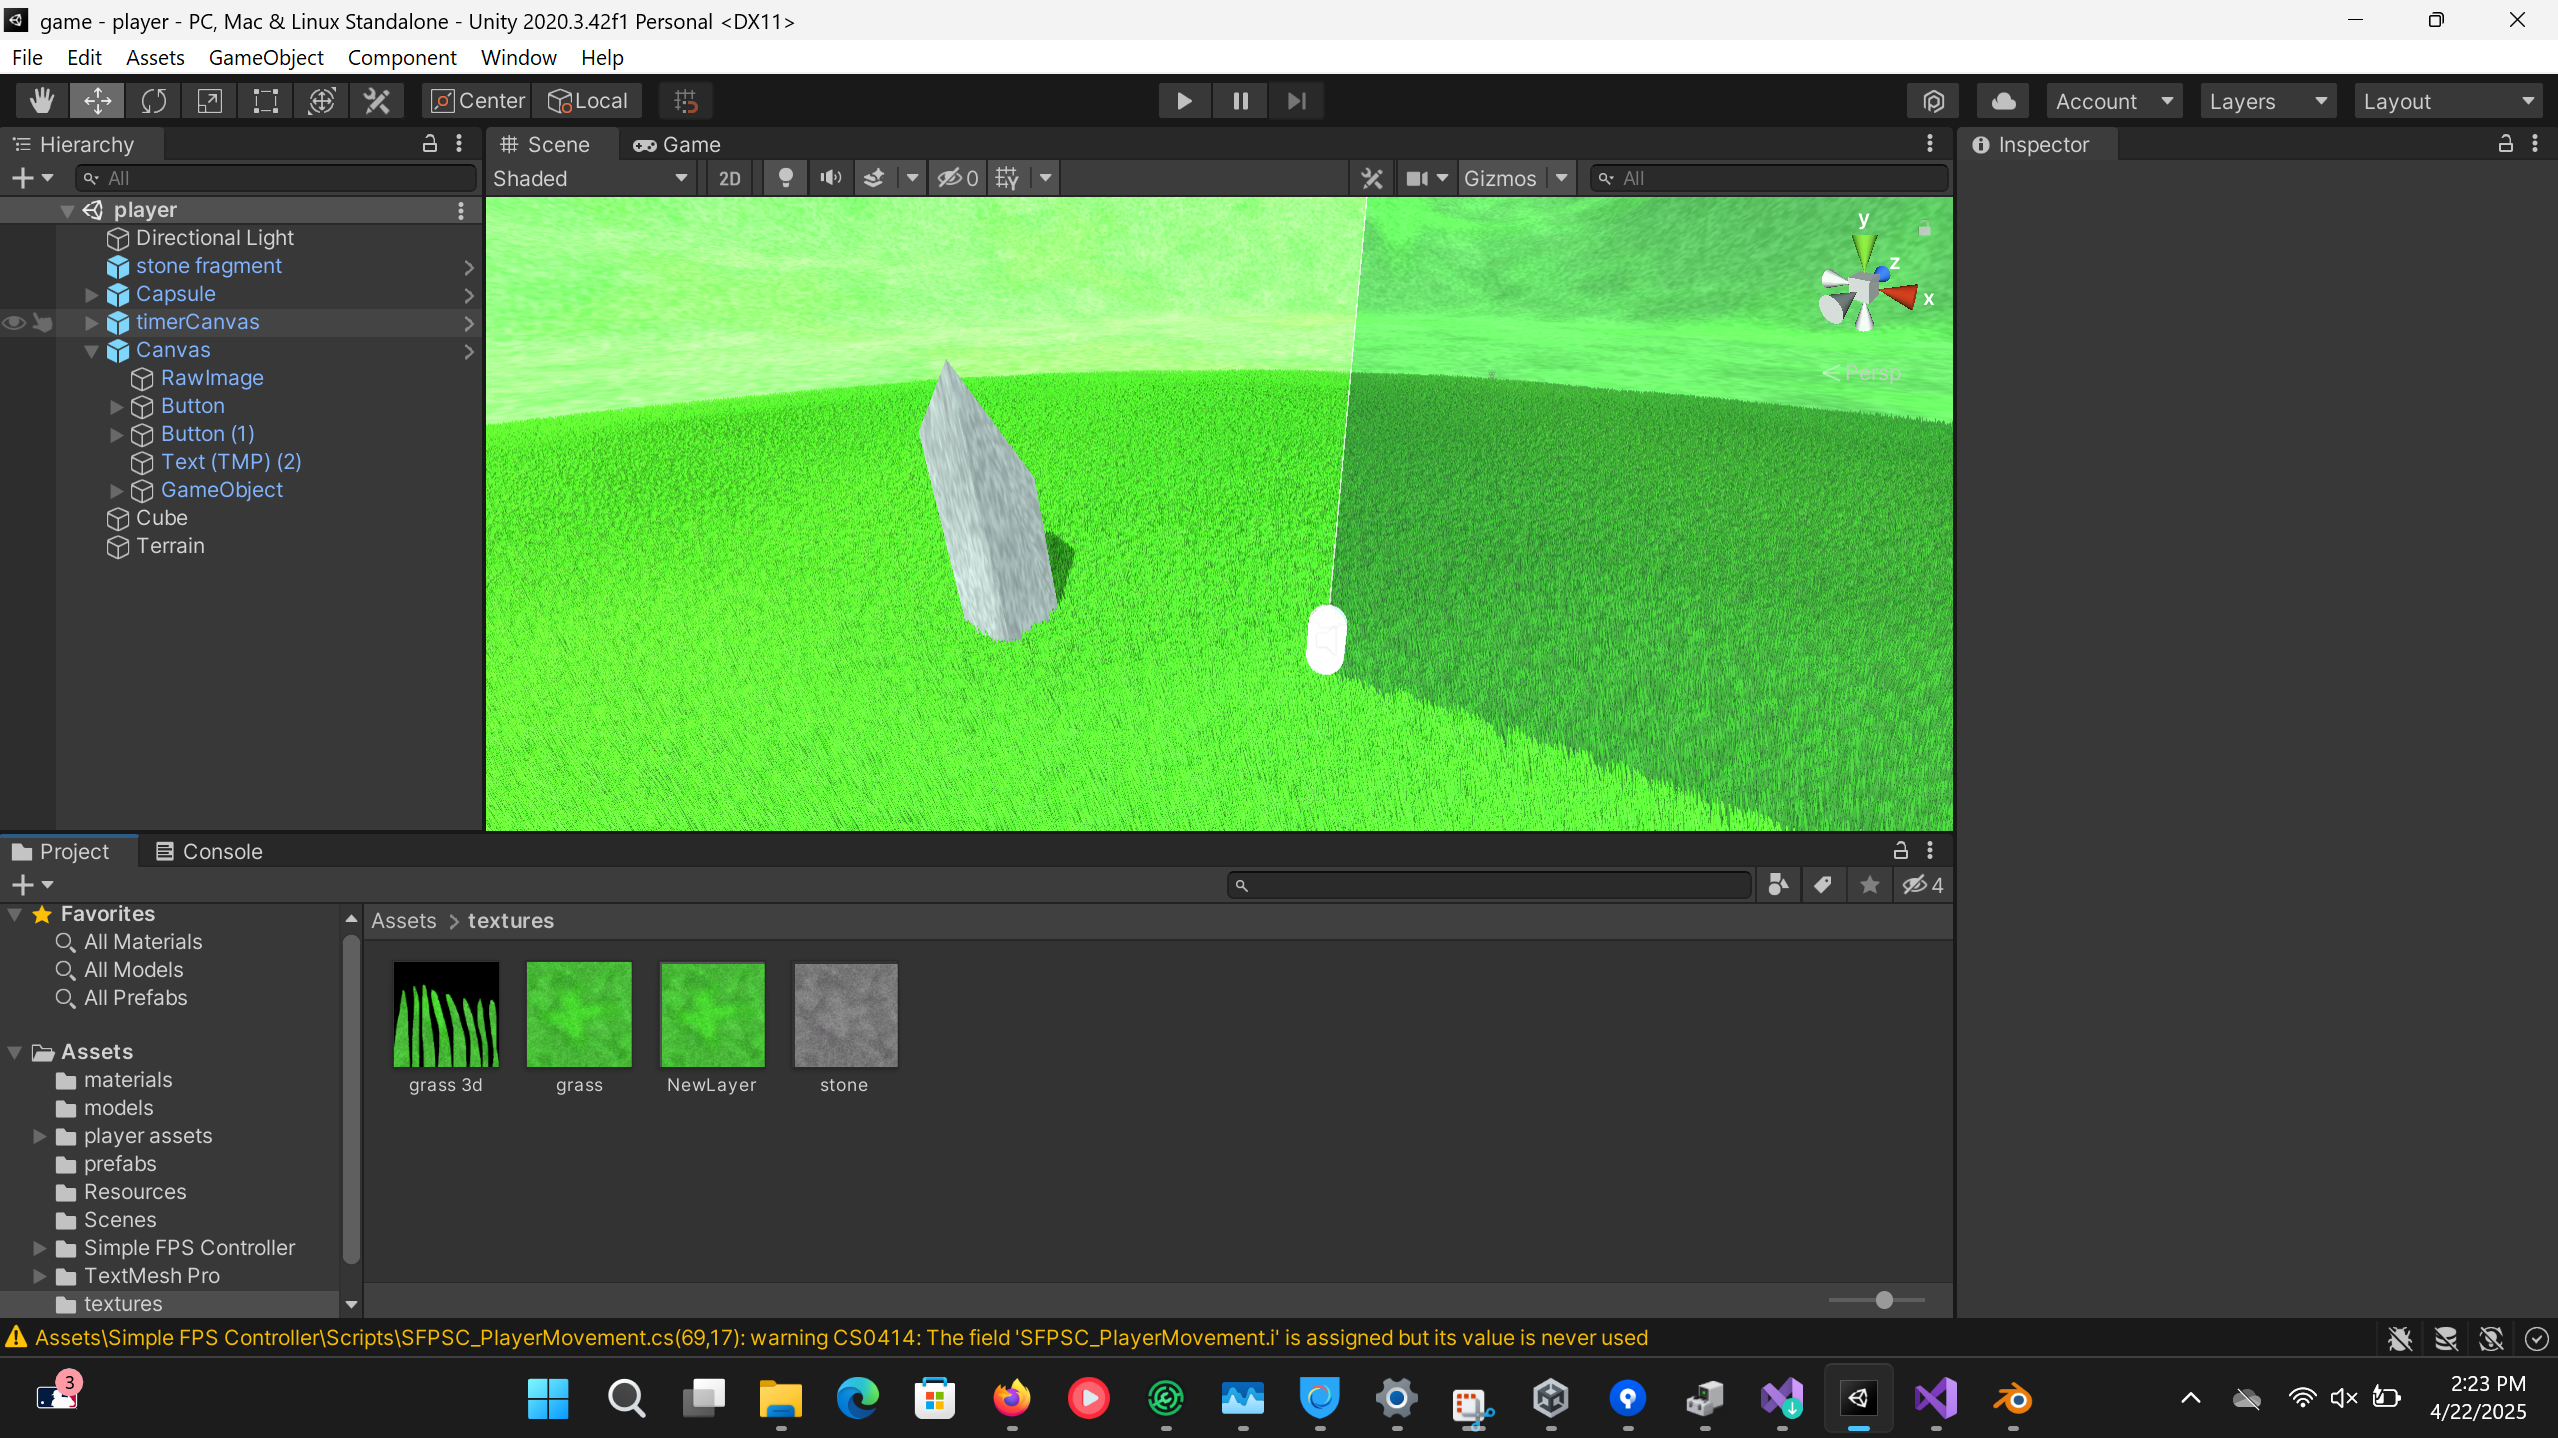 game - player - PC, Mac & Linux Standalone - Unity 2020.3.42f1 Personal <DX11>
File Edit Assets GameObject Component Window Help
Center Local Account Layers Layout
Hierarchy
All
player
Directional Light
stone fragment
Capsule
timerCanvas
Canvas
RawImage
Button
Button (1)
Text (TMP) (2)
GameObject
Cube
Terrain
Scene Game
Shaded 2D 0 Gizmos All
y
z
x
Persp
Inspector
Project Console
4
Favorites
All Materials
All Models
All Prefabs
Assets
materials
models
player assets
prefabs
Resources
Scenes
Simple FPS Controller
TextMesh Pro
textures
Assets > textures
grass 3d grass NewLayer stone
Assets\Simple FPS Controller\Scripts\SFPSC_PlayerMovement.cs(69,17): warning CS0414: The field 'SFPSC_PlayerMovement.i' is assigned but its value is never used
3
2:23 PM
4/22/2025